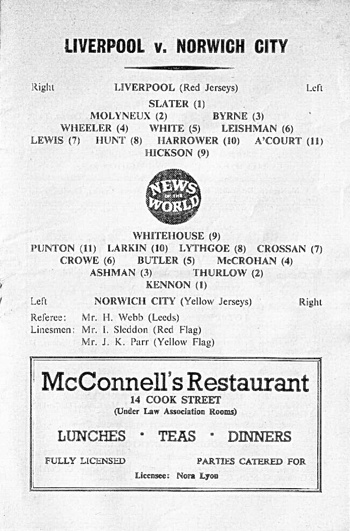 LIVERPOOL v. NORWICH CITY
Right LIVERPOOL (Red Jerseys) Left
SLATER (1)
MOLYNEUX (2) BYRNE (3)
WHEELER (4) WHITE (5) LEISHMAN (6)
LEWIS (7) HUNT (8) HARROWER (10) A'COURT (11)
HICKSON (9)
NEWS
OF THE
WORLD
WHITEHOUSE (9)
PUNTON (11) LARKIN (10) LYTHGOE (8) CROSSAN (7)
CROWE (6) BUTLER (5) McCROHAN (4)
ASHMAN (3) THURLOW (2)
KENNON (1)
Left NORWICH CITY (Yellow Jerseys) Right
Referee: Mr. H. Webb (Leeds)
Linesmen: Mr. I. Sleddon (Red Flag)
Mr. J. K. Parr (Yellow Flag)
McConnell's Restaurant
14 COOK STREET
(Under Law Association Rooms)
LUNCHES • TEAS • DINNERS
FULLY LICENSED PARTIES CATERED FOR
Licensee: Nora Lyon